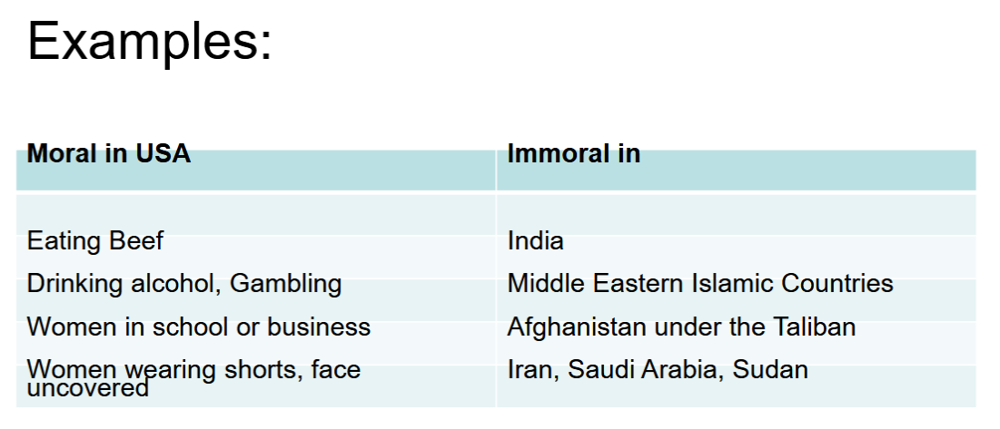 Examples:
Moral in USA Immoral in
Eating Beef India
Drinking alcohol, Gambling Middle Eastern Islamic Countries
Women in school or business Afghanistan under the Taliban
Women wearing shorts, face Iran, Saudi Arabia, Sudan
uncovered